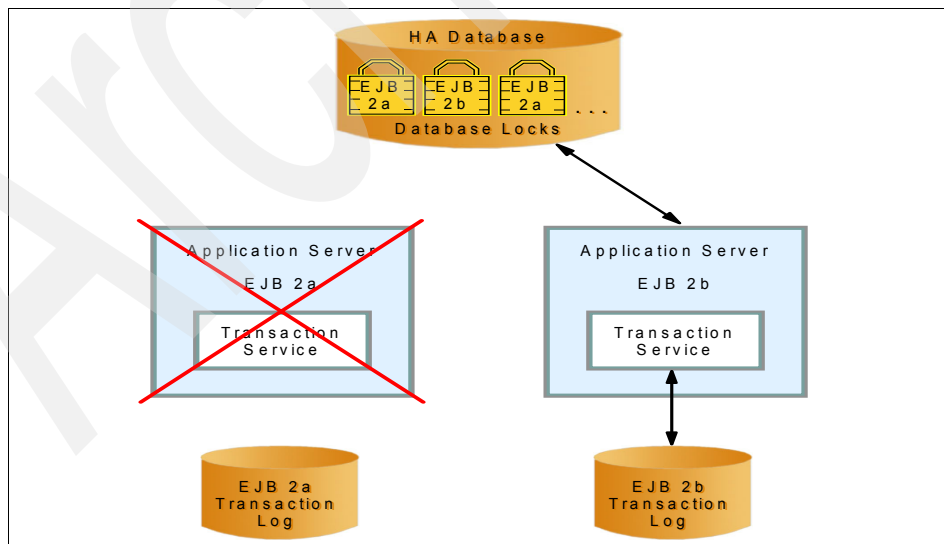 HA Database
EJB
2a
EJB
2b
EJB
2a
. . .
Database Locks
Application Server
EJB 2a
Transaction
Service
Application Server
EJB 2b
Transaction
Service
EJB 2a
Transaction
Log
EJB 2b
Transaction
Log